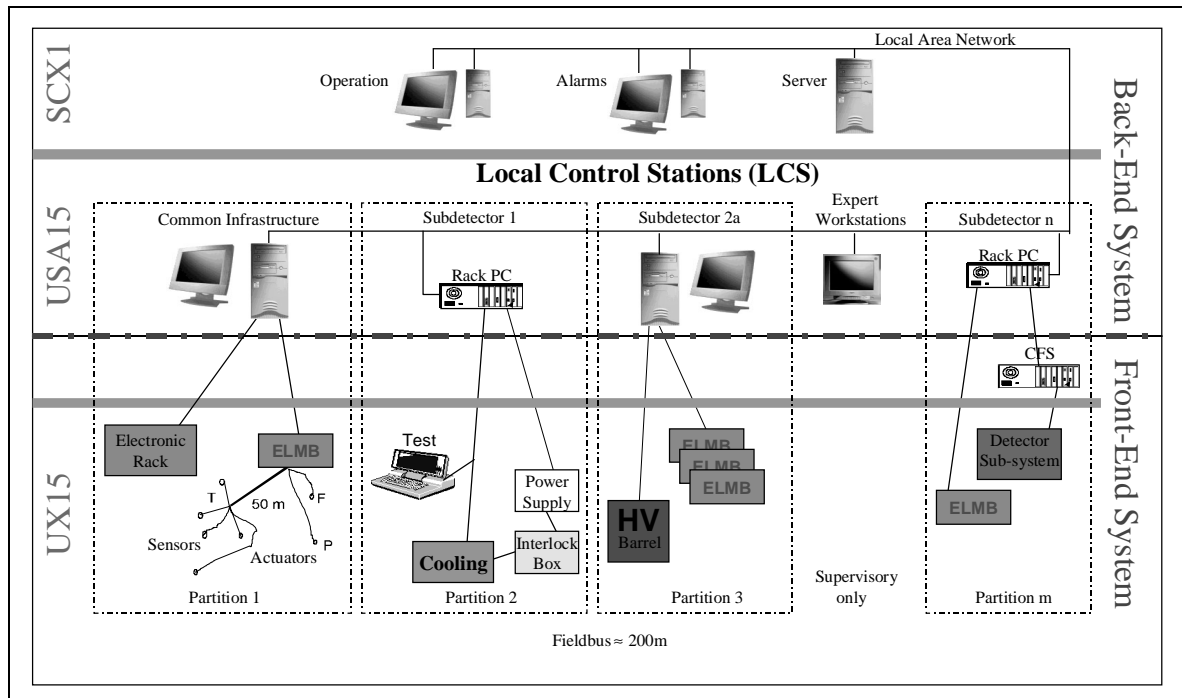 SCX1
Local Area Network
Operation
Alarms
Server
Back-End System
Local Control Stations (LCS)
USA15
Common Infrastructure
Subdetector 1
Subdetector 2a
Expert
Workstations
Subdetector n
Rack PC
Rack PC
CFS
Front-End System
UX15
Electronic
Rack
ELMB
T
50 m
F
Sensors
Actuators
P
Test
Power
Supply
Cooling
Interlock
Box
ELMB
ELMB
ELMB
HV
Barrel
Detector
Sub-system
ELMB
Supervisory
only
Partition 1
Partition 2
Partition 3
Partition m
Fieldbus ≈ 200m